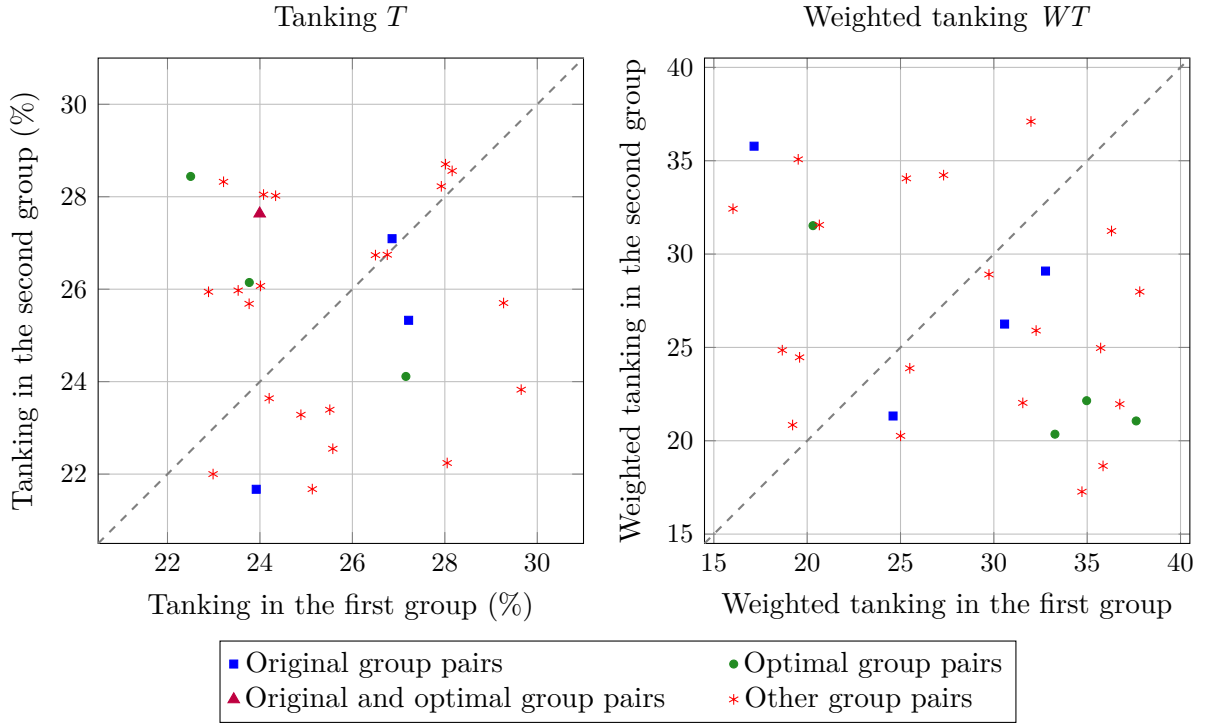 Tanking T
Weighted tanking WT
Tanking in the second group (%)
30
28
26
24
22
22 24 26 28 30
Tanking in the first group (%)
Weighted tanking in the second group
40
35
30
25
20
15
15 20 25 30 35 40
Weighted tanking in the first group
Original group pairs
Optimal group pairs
Original and optimal group pairs
Other group pairs